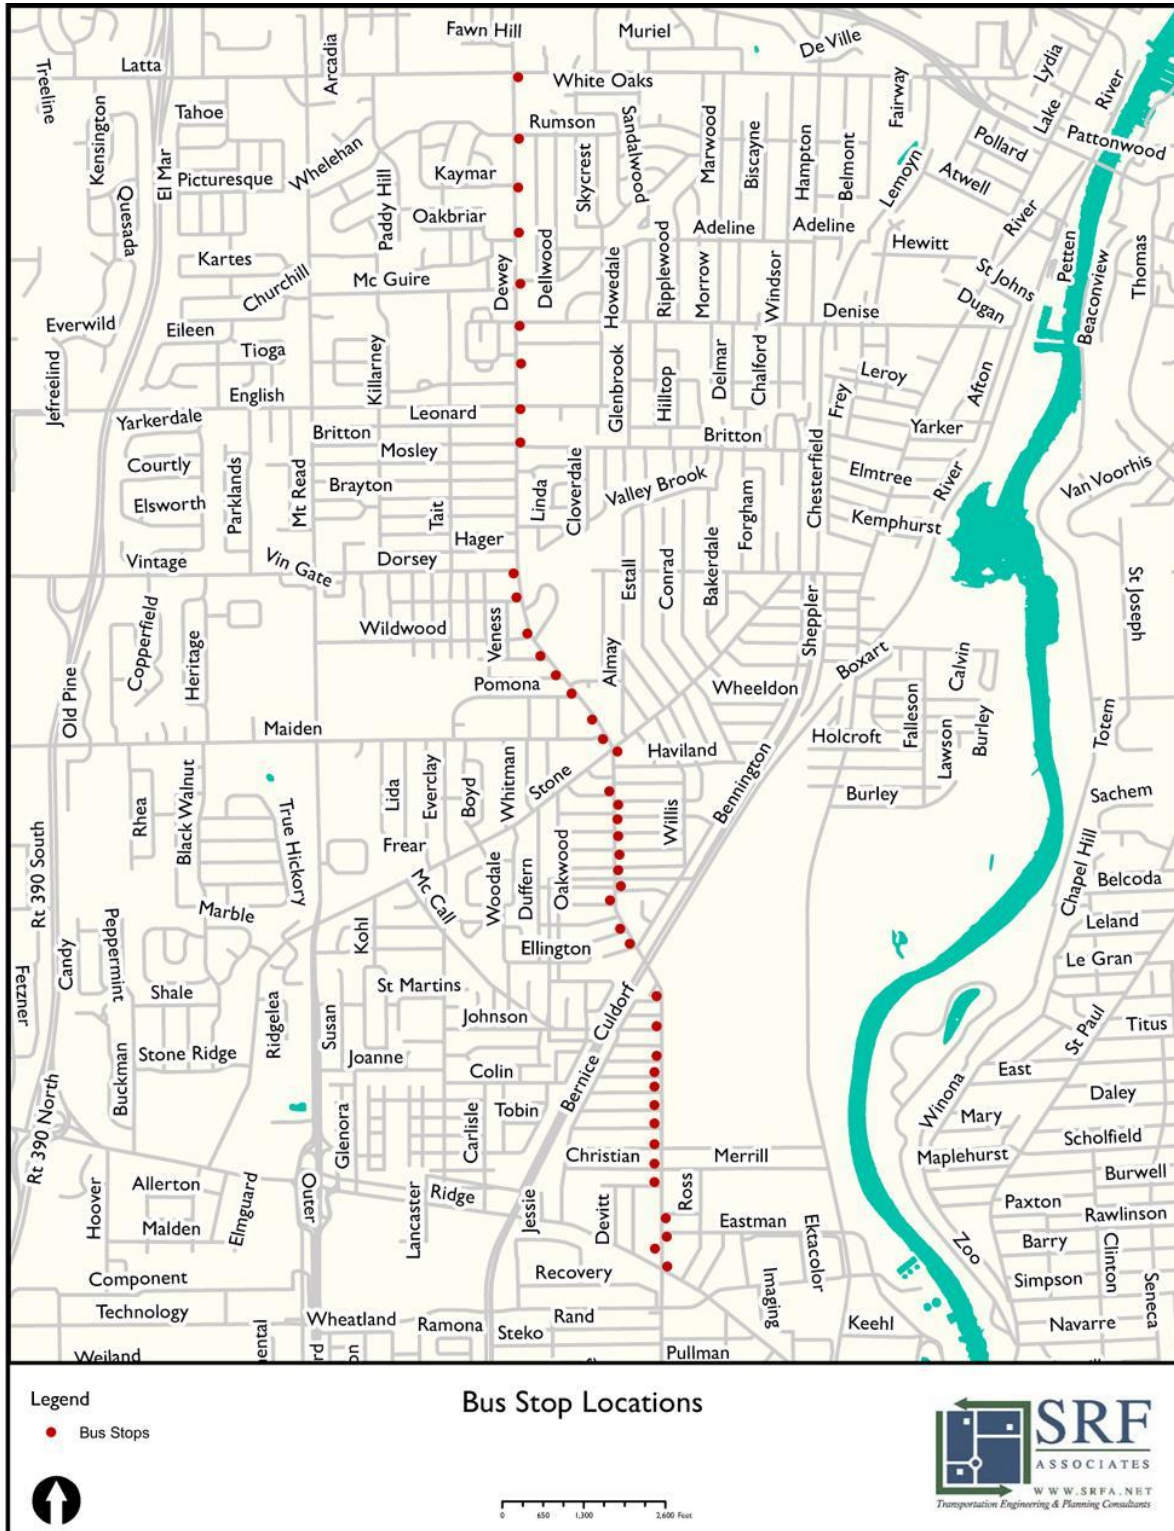 Fawn Hill
Muriel
De Ville
Treeline
Latta
Arcadia
White Oaks
Fairway
Lydia
Lake
River
Kensington
Tahoe
Rumson
Sandalwood
Marwood
Biscayne
Hampton
Belmont
Pollard
Pattonwood
El Mar
Whelehan
Picturesque
Kaymar
Skycrest
Lemoyn
Atwell
Quesada
Paddy Hill
Oakbriar
Adeline
Adeline
River
Hewitt
Kartes
Churchill
Mc Guire
Dewey
Dellwood
Howedale
Ripplewood
Morrow
Windsor
St Johns
Petten
Beaconview
Thomas
Dugan
Denise
Everwild
Eileen
Tioga
Jefreelind
English
Killarney
Glenbrook
Hilltop
Delmar
Chalford
Leroy
Frey
Afton
Yarkerdale
Leonard
Britton
Britton
Yarker
Mosley
Courtly
Parklands
Mt Read
Brayton
Tait
Linda
Cloverdale
Valley Brook
Forgham
Chesterfield
Elmtree
River
Van Voorhis
Elsworth
Kemphurst
Hager
Vintage
Vin Gate
Dorsey
Estall
Conrad
Bakerdale
St Joseph
Copperfield
Heritage
Wildwood
Veness
Sheppler
Boxart
Old Pine
Pomona
Almay
Wheeldon
Calvin
Falleson
Maiden
Haviland
Holcroft
Lawson
Burley
Totem
Stone
Bennington
Burley
Sachem
Rhea
Black Walnut
True Hickory
Lida
Everclay
Boyd
Whitman
Willis
Rt 390 South
Frear
Mc Call
Woodale
Duffern
Oakwood
Chapel Hill
Belcoda
Marble
Leland
Peppermint
Candy
Kohl
Ellington
Le Gran
Fetzner
Shale
St Martins
Culdorf
Ridgelea
Susan
Johnson
St Paul
Titus
Stone Ridge
Joanne
Buckman
Colin
Bernice
East
Winona
Daley
Rt 390 North
Glenora
Carlisle
Tobin
Mary
Scholfield
Christian
Merrill
Maplehurst
Burwell
Allerton
Hoover
Elmguard
Outer
Lancaster
Ridge
Jessie
Devitt
Ross
Paxton
Rawlinson
Malden
Eastman
Ektacolor
Zoo
Barry
Clinton
Component
Recovery
Imaging
Simpson
Seneca
Technology
Wheatland
Ramona
Rand
Steko
Keehl
Navarre
Weiland
Pullman
Legend
Bus Stops
Bus Stop Locations
0 650 1,300 2,600 Feet
SRF
ASSOCIATES
WWW.SRFA.NET
Transportation Engineering & Planning Consultants